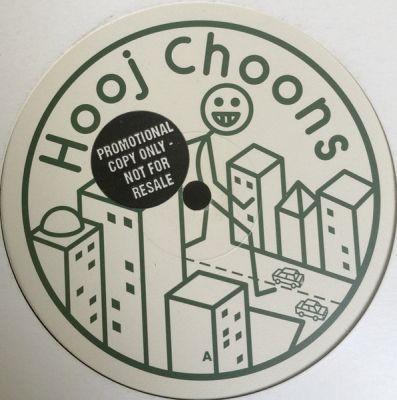 Hooj Choons
PROMOTIONAL
COPY ONLY -
NOT FOR
RESALE
A